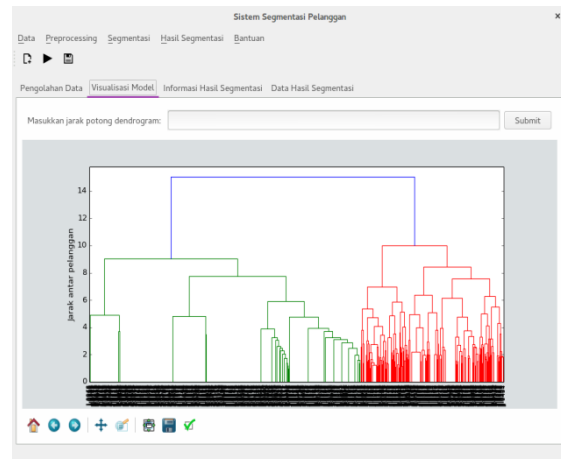 Sistem Segmentasi Pelanggan x
Data Preprocessing Segmentasi Hasil Segmentasi Bantuan
Pengolahan Data Visualisasi Model Informasi Hasil Segmentasi Data Hasil Segmentasi
Masukkan jarak potong dendrogram: Submit
14
12
10
8
6
4
2
0
Jarak antar pelanggan